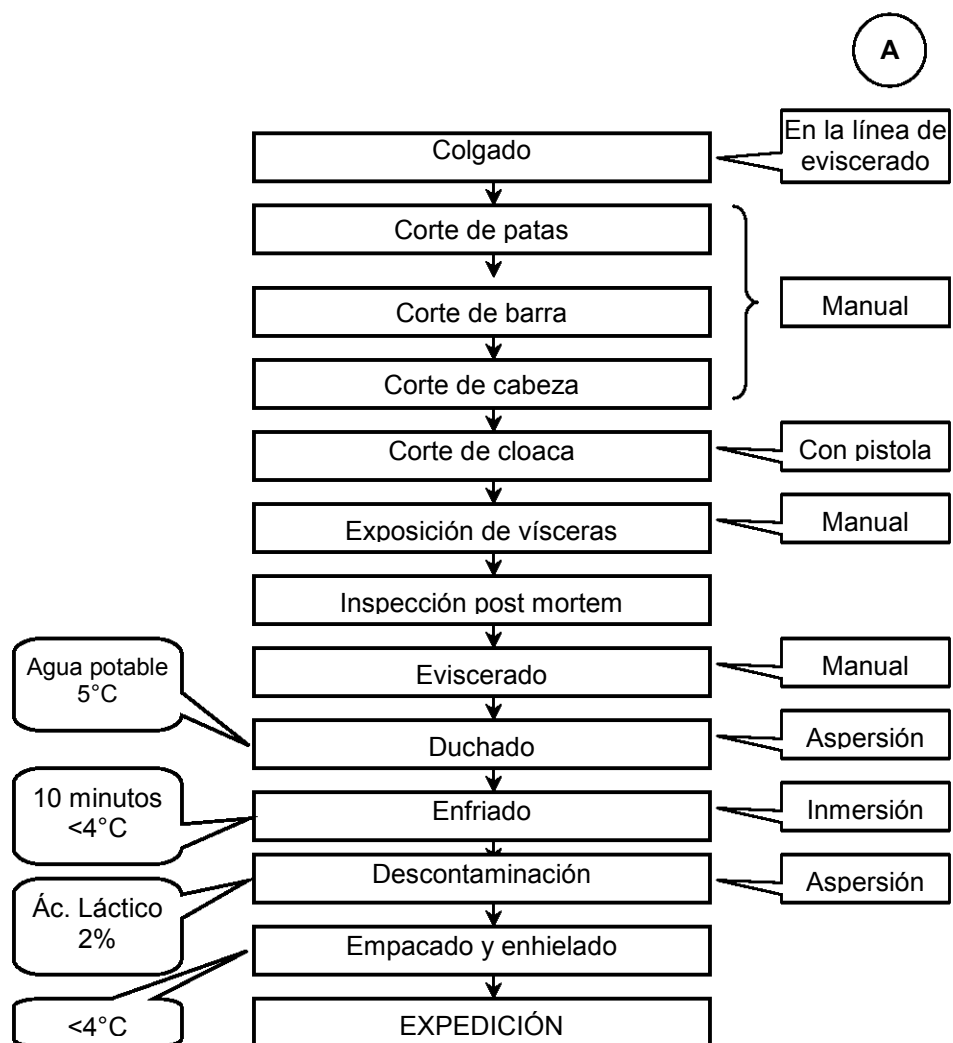 A
En la línea de
eviscerado
Colgado
Corte de patas
Corte de barra
Manual
Corte de cabeza
Corte de cloaca
Con pistola
Exposición de vísceras
Manual
Inspección post mortem
Agua potable
5°C
Eviscerado
Manual
Duchado
Aspersión
10 minutos
<4°C
Enfriado
Inmersión
Descontaminación
Aspersión
Ác. Láctico
2%
Empacado y enhielado
<4°C
EXPEDICIÓN